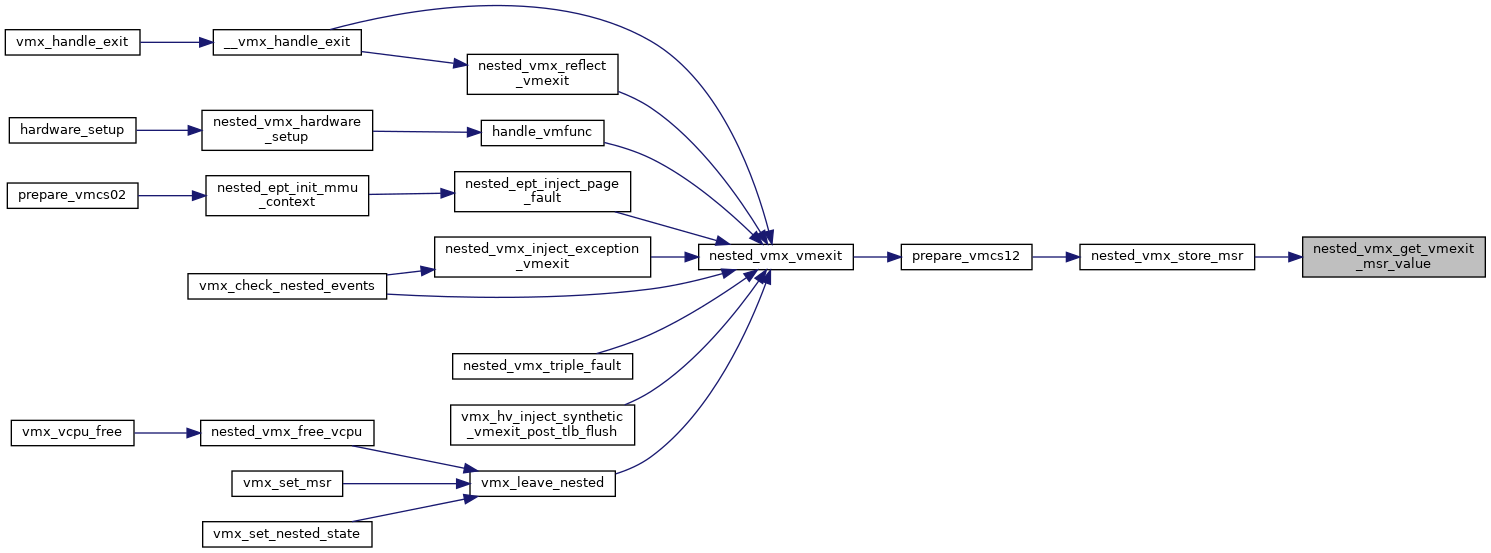 vmx_handle_exit
__vmx_handle_exit
nested_vmx_reflect
_vmexit
hardware_setup
nested_vmx_hardware
_setup
handle_vmfunc
prepare_vmcs02
nested_ept_init_mmu
_context
nested_ept_inject_page
_fault
nested_vmx_inject_exception
_vmexit
vmx_check_nested_events
nested_vmx_vmexit
prepare_vmcs12
nested_vmx_store_msr
nested_vmx_get_vmexit
_msr_value
nested_vmx_triple_fault
vmx_hv_inject_synthetic
_vmexit_post_tlb_flush
vmx_vcpu_free
nested_vmx_free_vcpu
vmx_set_msr
vmx_leave_nested
vmx_set_nested_state